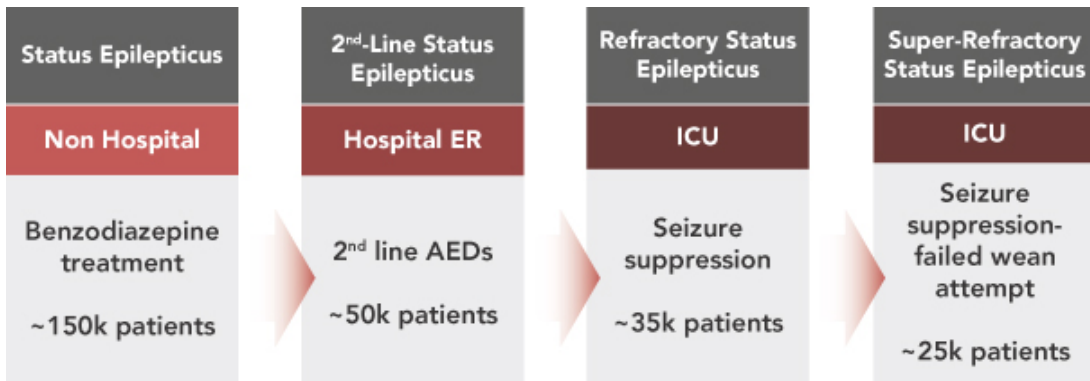 Status Epilepticus
Non Hospital
Benzodiazepine
treatment
~150k patients
2nd-Line Status
Epilepticus
Hospital ER
2nd line AEDs
~50k patients
Refractory Status
Epilepticus
ICU
Seizure
suppression
~35k patients
Super-Refractory
Status Epilepticus
ICU
Seizure
suppression-
failed wean
attempt
~25k patients